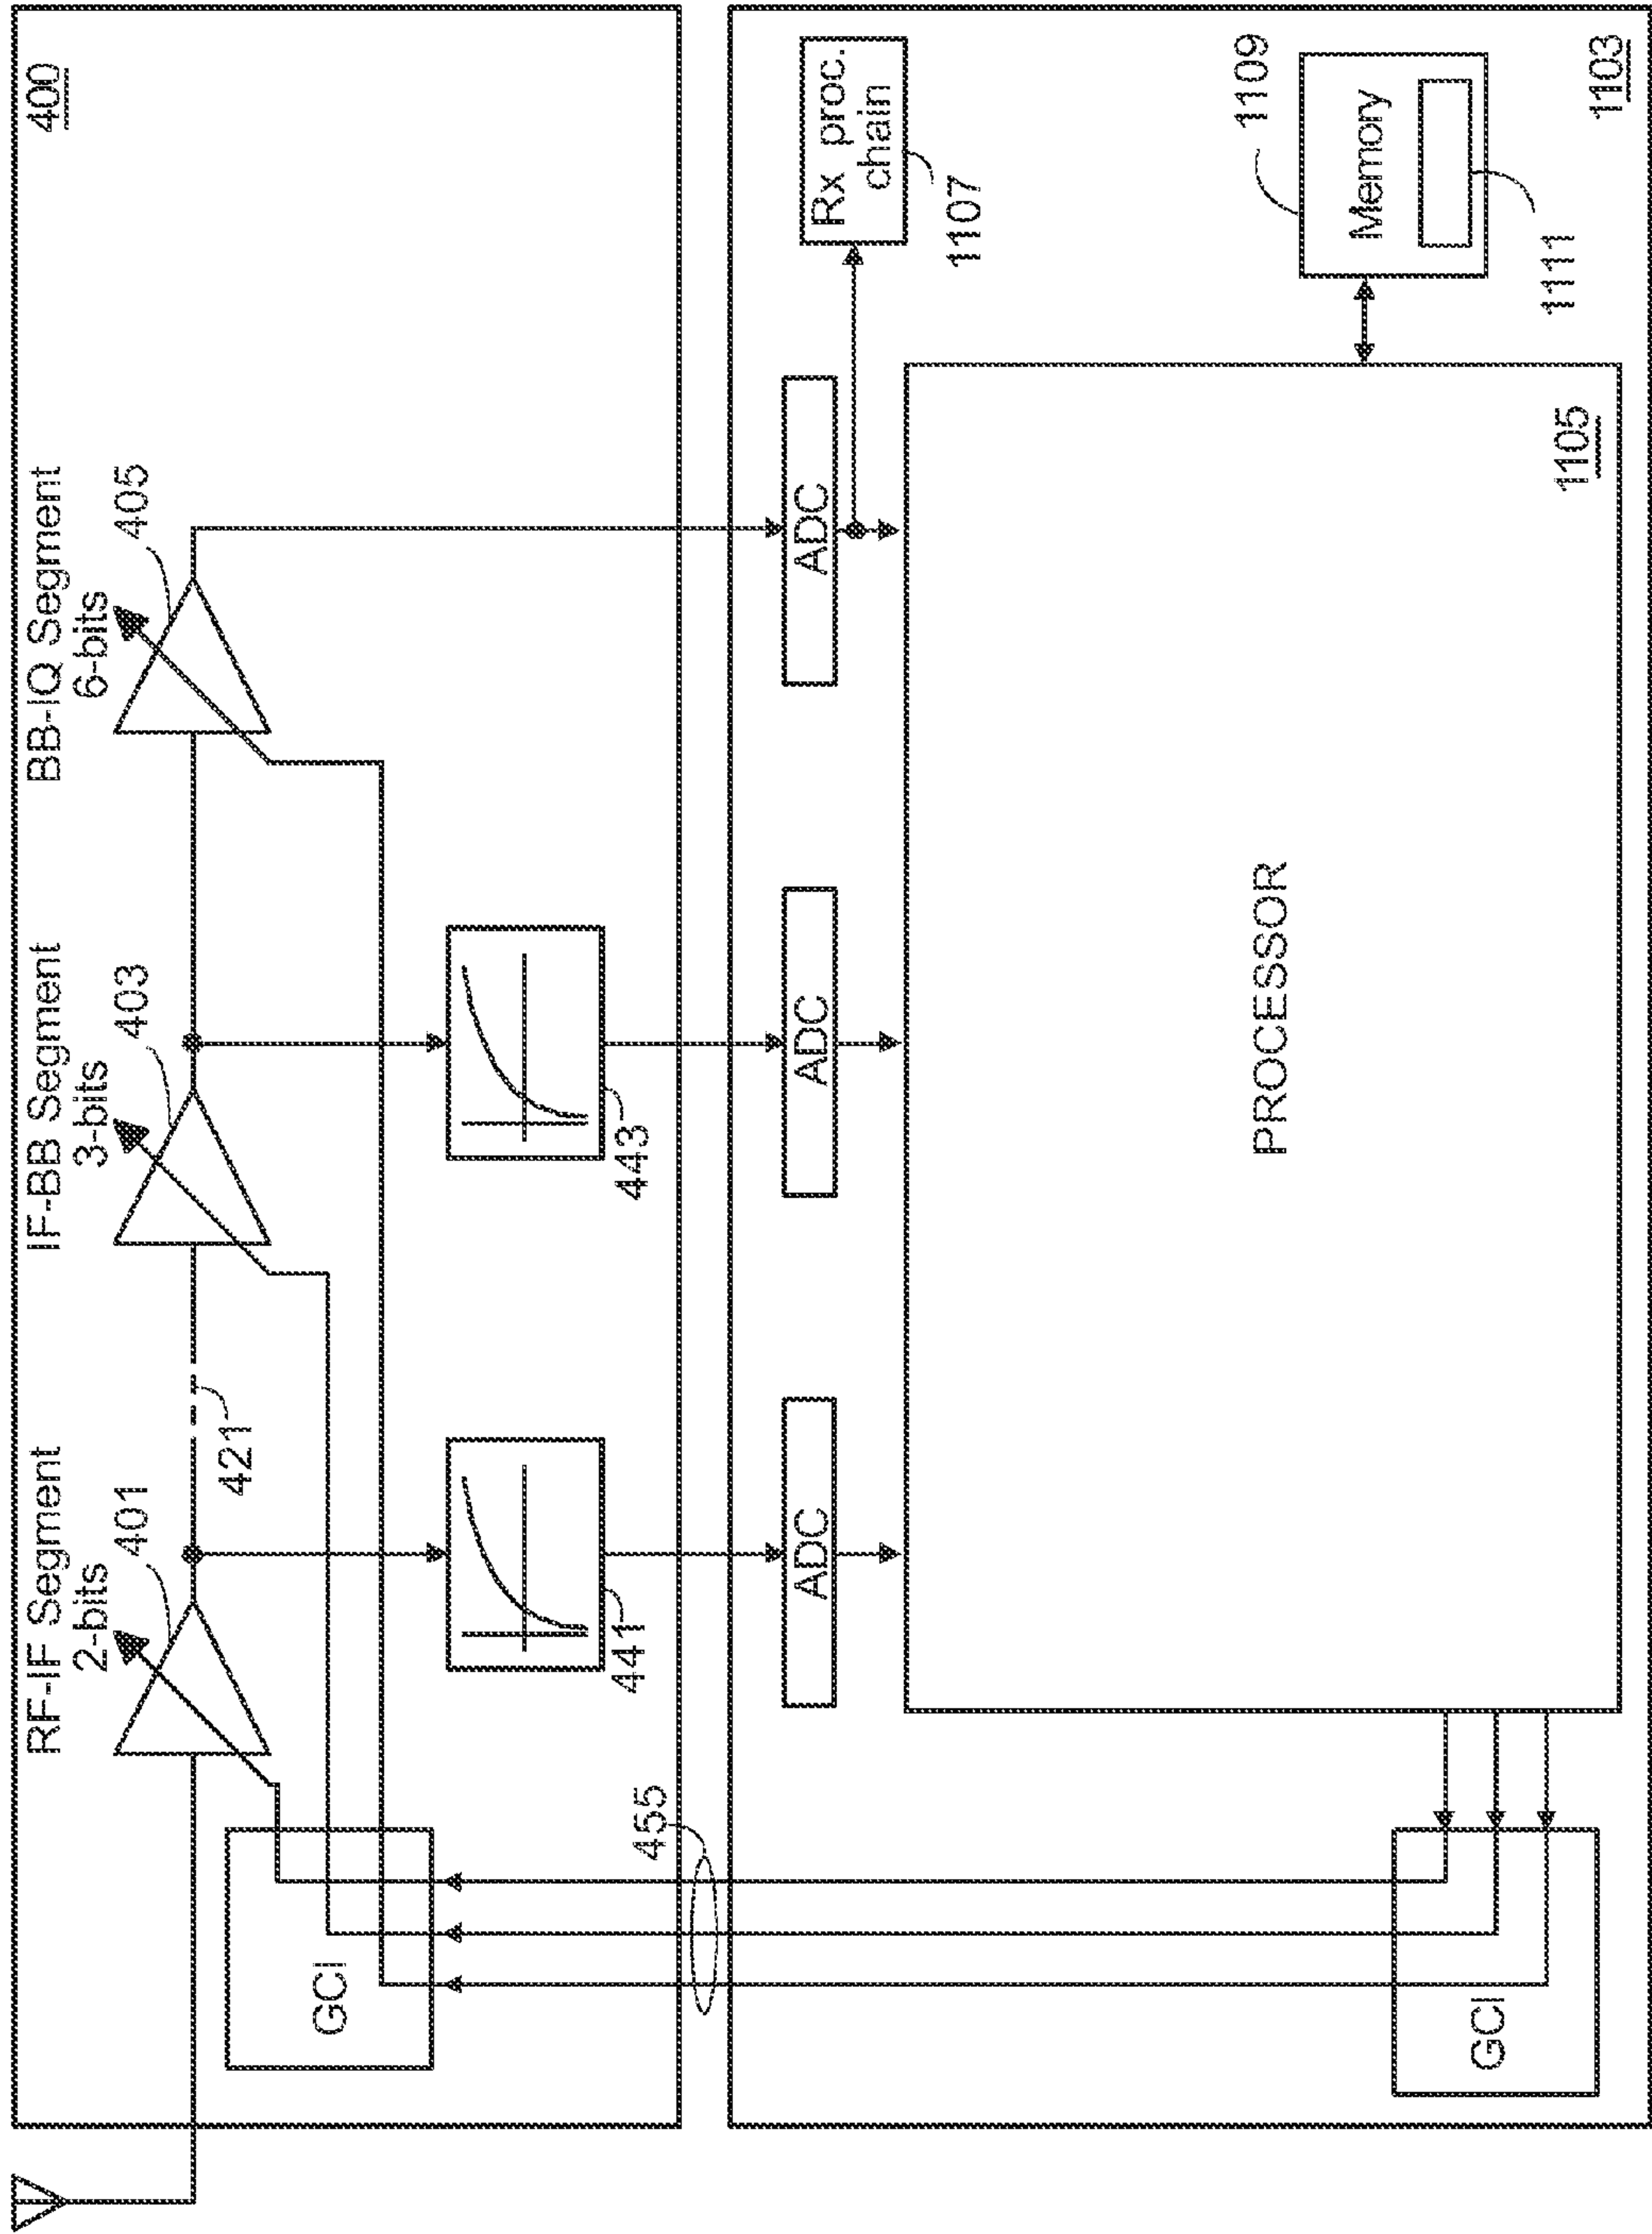 400
RF-IF Segment
2-bits
401
IF-BB Segment
3-bits
403
BB-IQ Segment
6-bits
405
421
GCI
441
443
455
ADC
ADC
ADC
Rx proc.
chain
1107
PROCESSOR
1105
Memory
1109
1111
GCI
1103